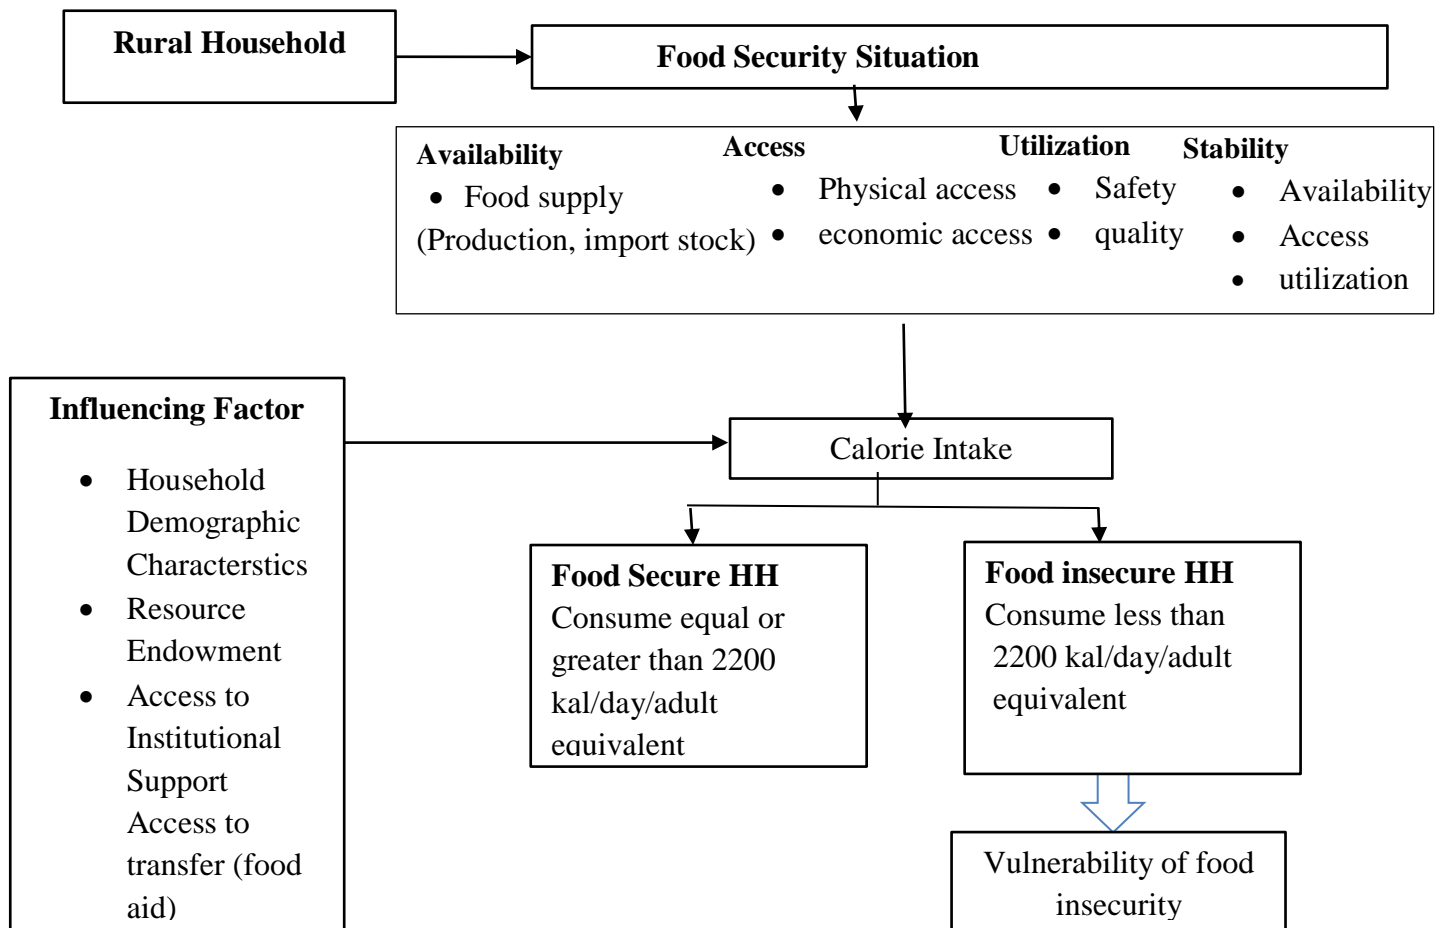 Rural Household
Food Security Situation
Availability
• Food supply
(Production, import stock)
Access
• Physical access
• economic access
Utilization
• Safety
• quality
Stability
• Availability
• Access
• utilization
Influencing Factor
• Household
Demographic
Characterstics
• Resource
Endowment
• Access to
Institutional
Support
Access to
transfer (food
aid)
Calorie Intake
Food Secure HH
Consume equal or
greater than 2200
kal/day/adult
equivalent
Food insecure HH
Consume less than
2200 kal/day/adult
equivalent
Vulnerability of food
insecurity